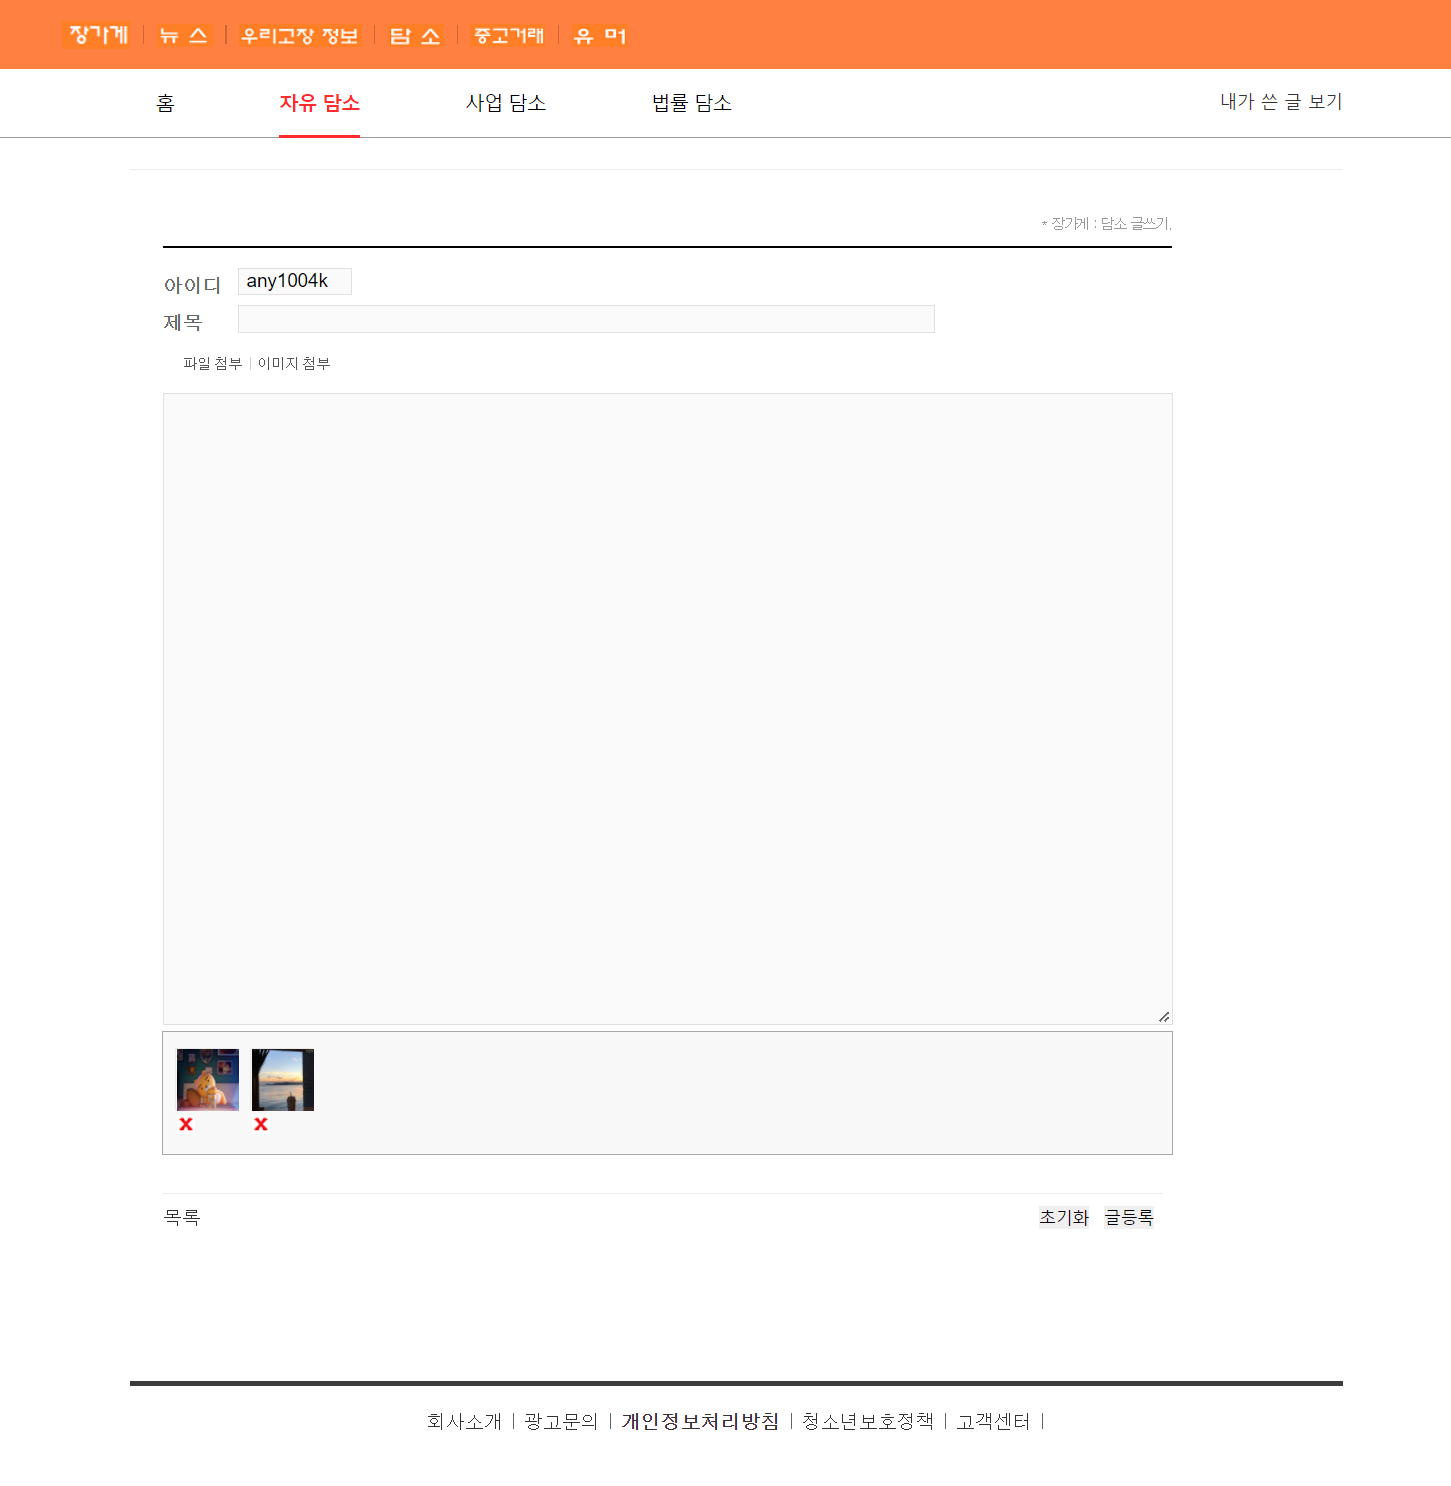 장가게 | 뉴 스 | 우리고장 정보 | 담 소 | 중고거래 | 유 머
홈 자유 담소 사업 담소 법률 담소 내가 쓴 글 보기
* 장가게 : 담소 글쓰기.
아이디 any1004k
제목
파일 첨부 | 이미지 첨부
x x
목록 초기화 글등록
회사소개 | 광고문의 | 개인정보처리방침 | 청소년보호정책 | 고객센터 |